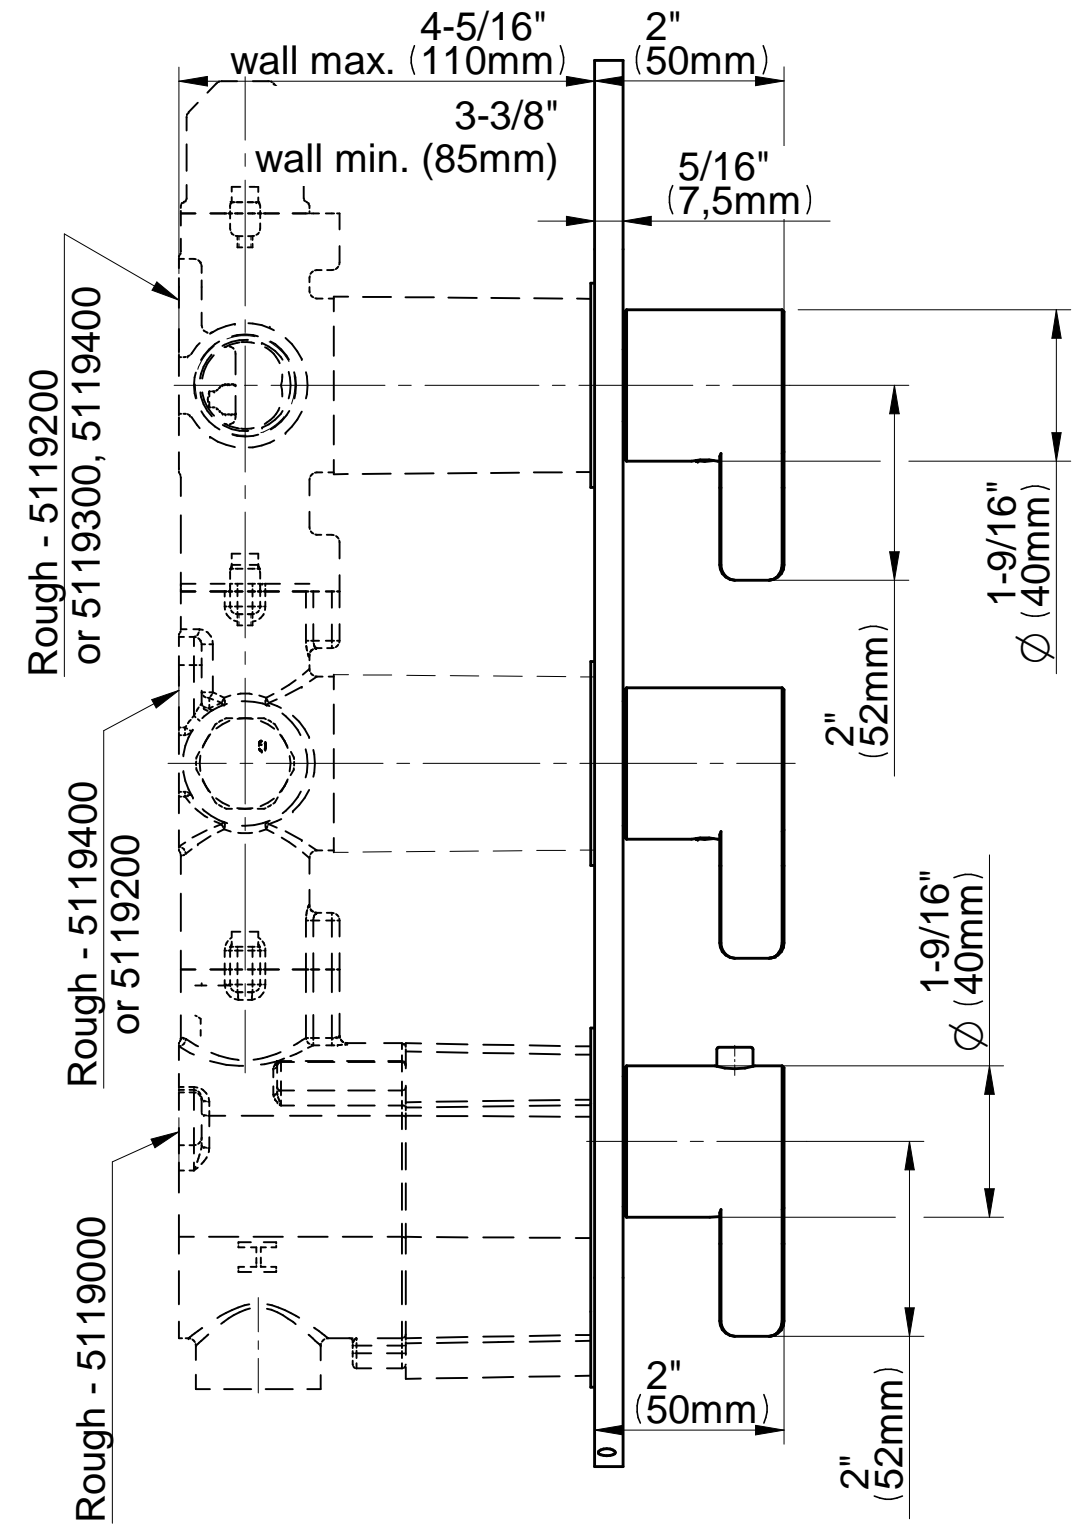 4-5/16"
wall max. (110mm)
2"
(50mm)
3-3/8"
wall min. (85mm)
5/16"
(7,5mm)
Rough - 5119200
or 5119300, 5119400
1-9/16"
Ø (40mm)
2"
(52mm)
Rough - 5119400
or 5119200
1-9/16"
Ø (40mm)
Rough - 5119000
2"
(50mm)
2"
(52mm)